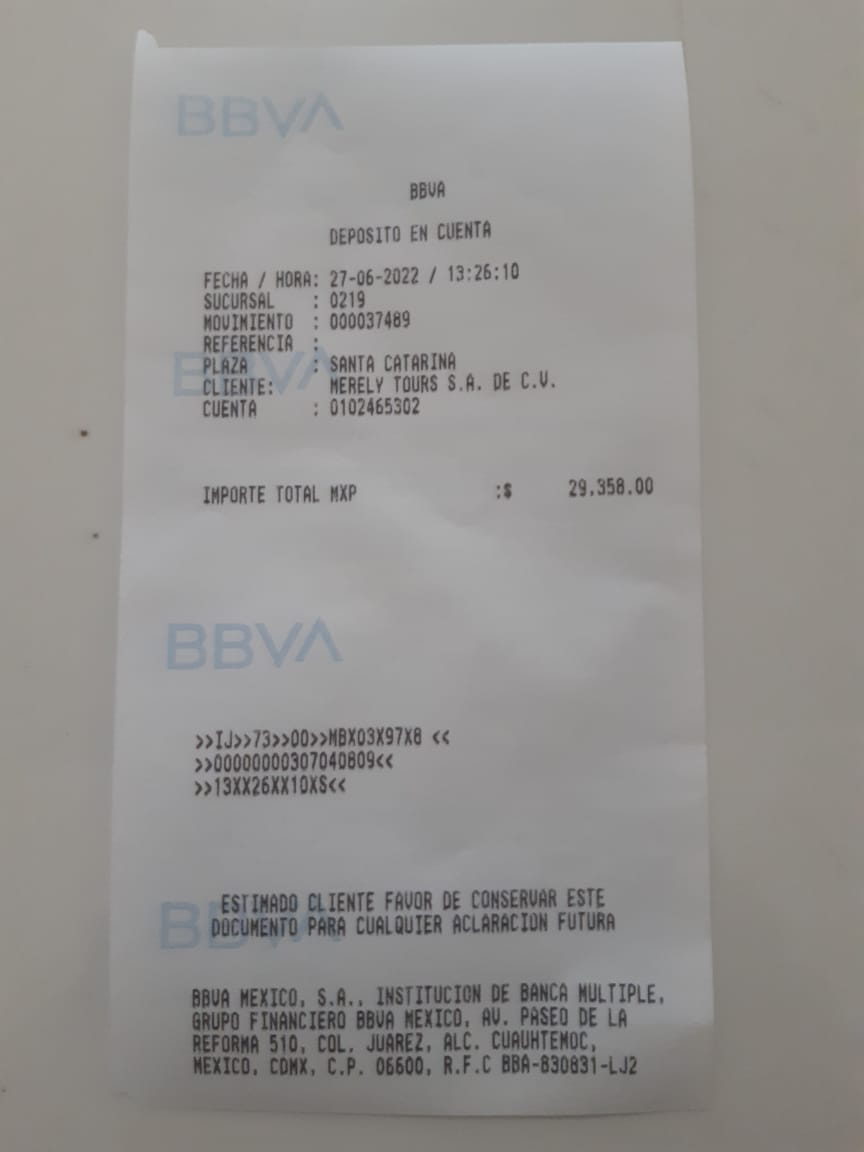 BBVA
BBVA
DEPOSITO EN CUENTA
FECHA / HORA: 27-06-2022 / 13:26:10
SUCURSAL : 0219
MOVIMIENTO : 000037489
REFERENCIA :
BBVA
PLAZA : SANTA CATARINA
CLIENTE: MERELY TOURS S.A. DE C.V.
CUENTA : 0102465302
IMPORTE TOTAL MXP :$ 29,358.00
BBVA
>>IJ>>73>>00>>MBX03X97X8 <<
>>00000000307040809<<
>>13XX26XX10XS<<
ESTIMADO CLIENTE FAVOR DE CONSERVAR ESTE
BBVA
DOCUMENTO PARA CUALQUIER ACLARACION FUTURA
BBVA MEXICO, S.A., INSTITUCION DE BANCA MULTIPLE,
GRUPO FINANCIERO BBVA MEXICO, AV. PASEO DE LA
REFORMA 510, COL. JUAREZ, ALC. CUAUHTEMOC,
MEXICO, CDMX, C.P. 06600, R.F.C BBA-830831-LJ2